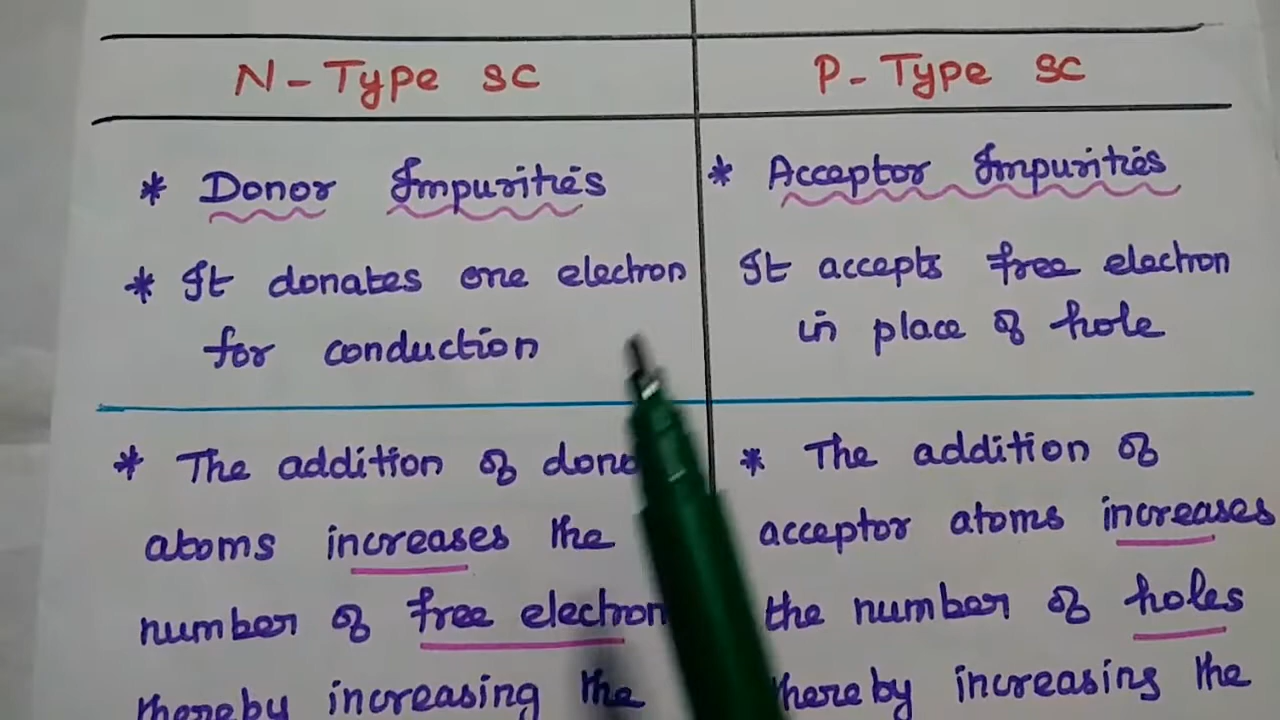 N-Type SC
* Donor Impurities
* It donates one electron
for conduction
* The addition of
atoms increases the
number of free electron
thereby increasing the
P-Type SC
* Acceptor Impurities
It accepts free electron
in place of hole
* The addition of
acceptor atoms increases
the number of holes
thereby increasing the